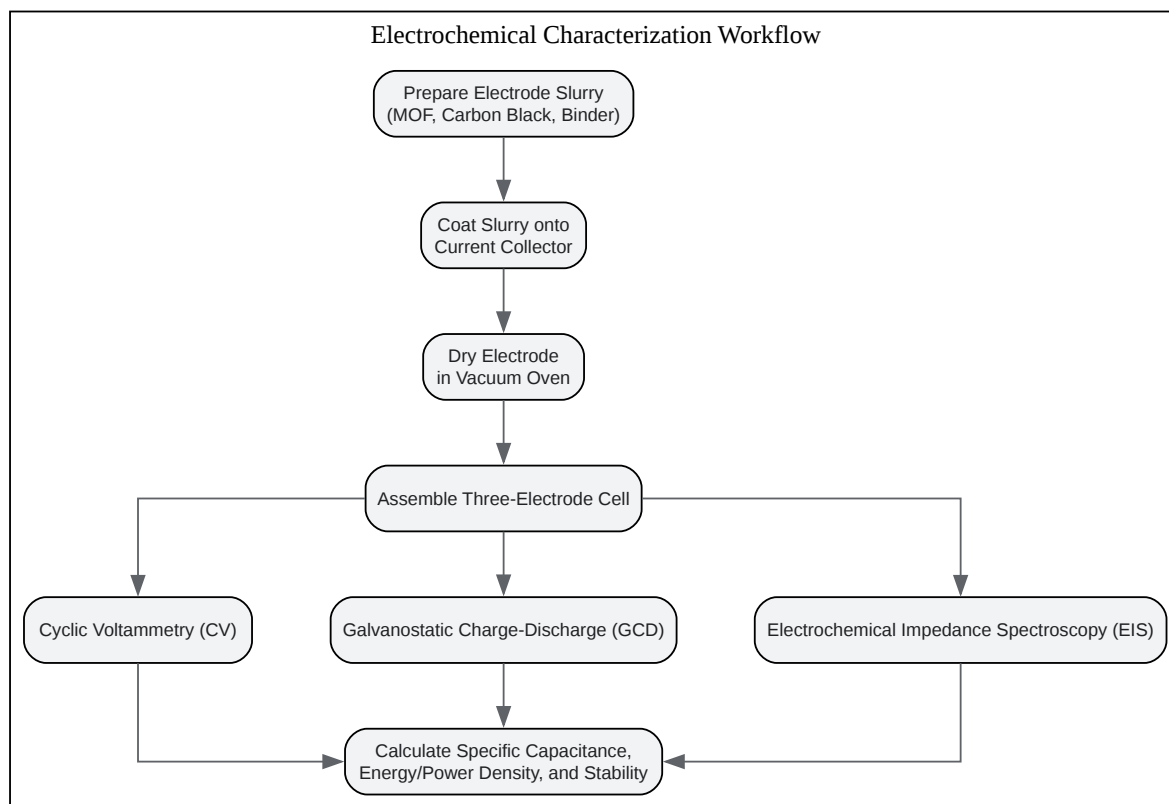 Electrochemical Characterization Workflow
Prepare Electrode Slurry
(MOF, Carbon Black, Binder)
Coat Slurry onto
Current Collector
Dry Electrode
in Vacuum Oven
Assemble Three-Electrode Cell
Cyclic Voltammetry (CV)
Galvanostatic Charge-Discharge (GCD)
Electrochemical Impedance Spectroscopy (EIS)
Calculate Specific Capacitance,
Energy/Power Density, and Stability